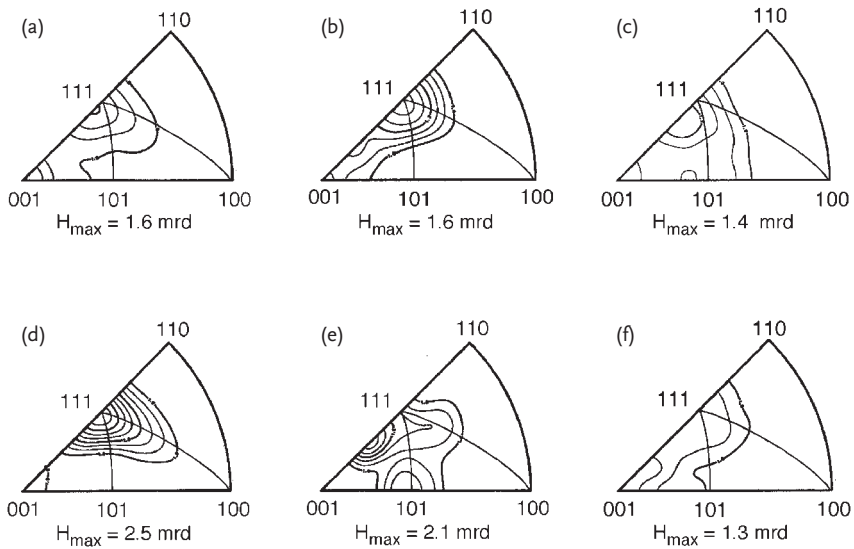 (a)
110
111
001
101
100
H_max = 1.6 mrd
(b)
110
111
001
101
100
H_max = 1.6 mrd
(c)
110
111
001
101
100
H_max = 1.4 mrd
(d)
110
111
001
101
100
H_max = 2.5 mrd
(e)
110
111
001
101
100
H_max = 2.1 mrd
(f)
110
111
001
101
100
H_max = 1.3 mrd